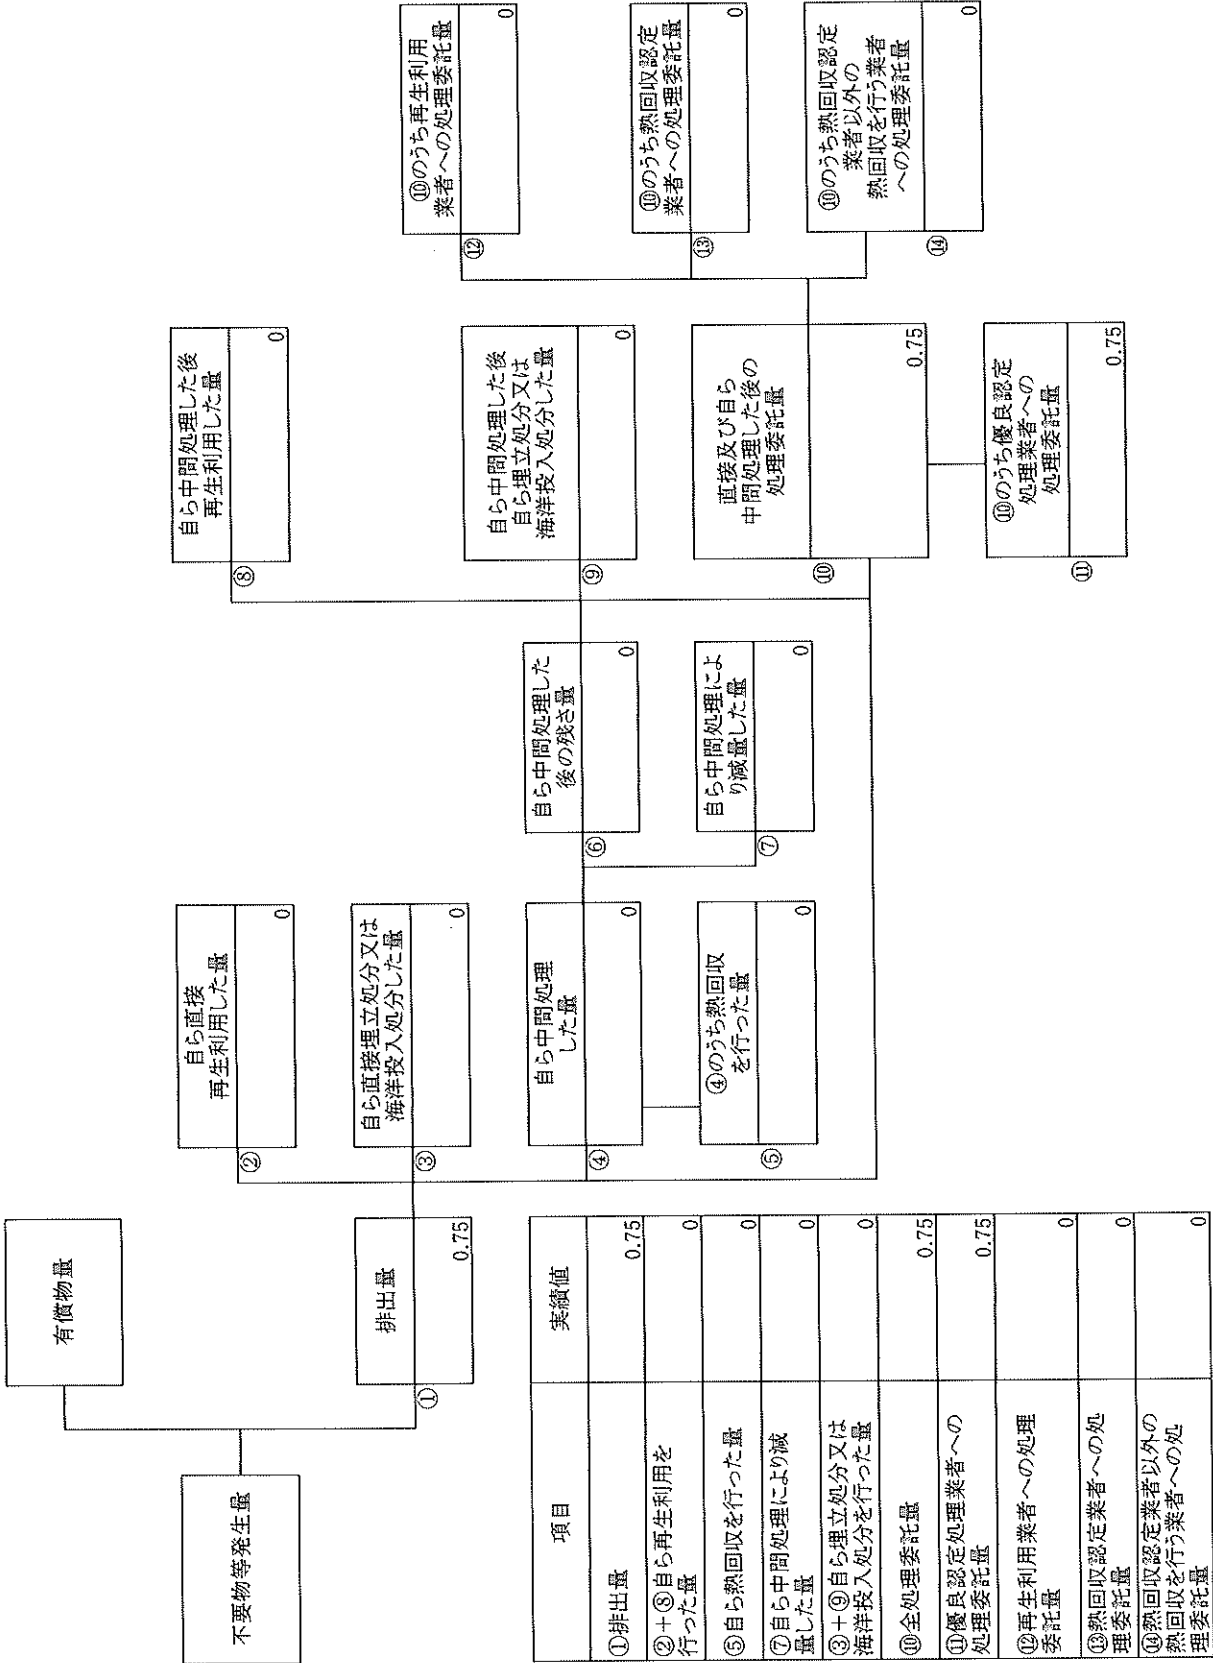 不要物等発生量
有償物量
①
排出量
0.75
②
自ら直接
再生利用した量
0
③
自ら直接埋立処分又は
海洋投入処分した量
0
④
自ら中間処理
した量
0
⑤
④のうち熱回収
を行った量
0
⑥
自ら中間処理した
後の残さ量
0
⑦
自ら中間処理によ
り減量した量
0
⑧
自ら中間処理した後
再生利用した量
0
⑨
自ら中間処理した後
自ら埋立処分又は
海洋投入処分した量
0
⑩
直接及び自ら
中間処理した後の
処理委託量
0.75
⑪
⑩のうち優良認定
処理業者への
処理委託量
0.75
⑫
⑩のうち再生利用
業者への処理委託量
0
⑬
⑩のうち熱回収認定
業者への処理委託量
0
⑭
⑩のうち熱回収認定
業者以外の
熱回収を行う業者
への処理委託量
0
項目
実績値
①排出量
0.75
②+⑧自ら再生利用を
行った量
0
⑤自ら熱回収を行った量
0
⑦自ら中間処理により減
量した量
0
③+⑨自ら埋立処分又は
海洋投入処分を行った量
0
⑩全処理委託量
0.75
⑪優良認定処理業者への
処理委託量
0.75
⑫再生利用業者への処理
委託量
0
⑬熱回収認定業者への処
理委託量
0
⑭熱回収認定業者以外の
熱回収を行う業者への処
理委託量
0